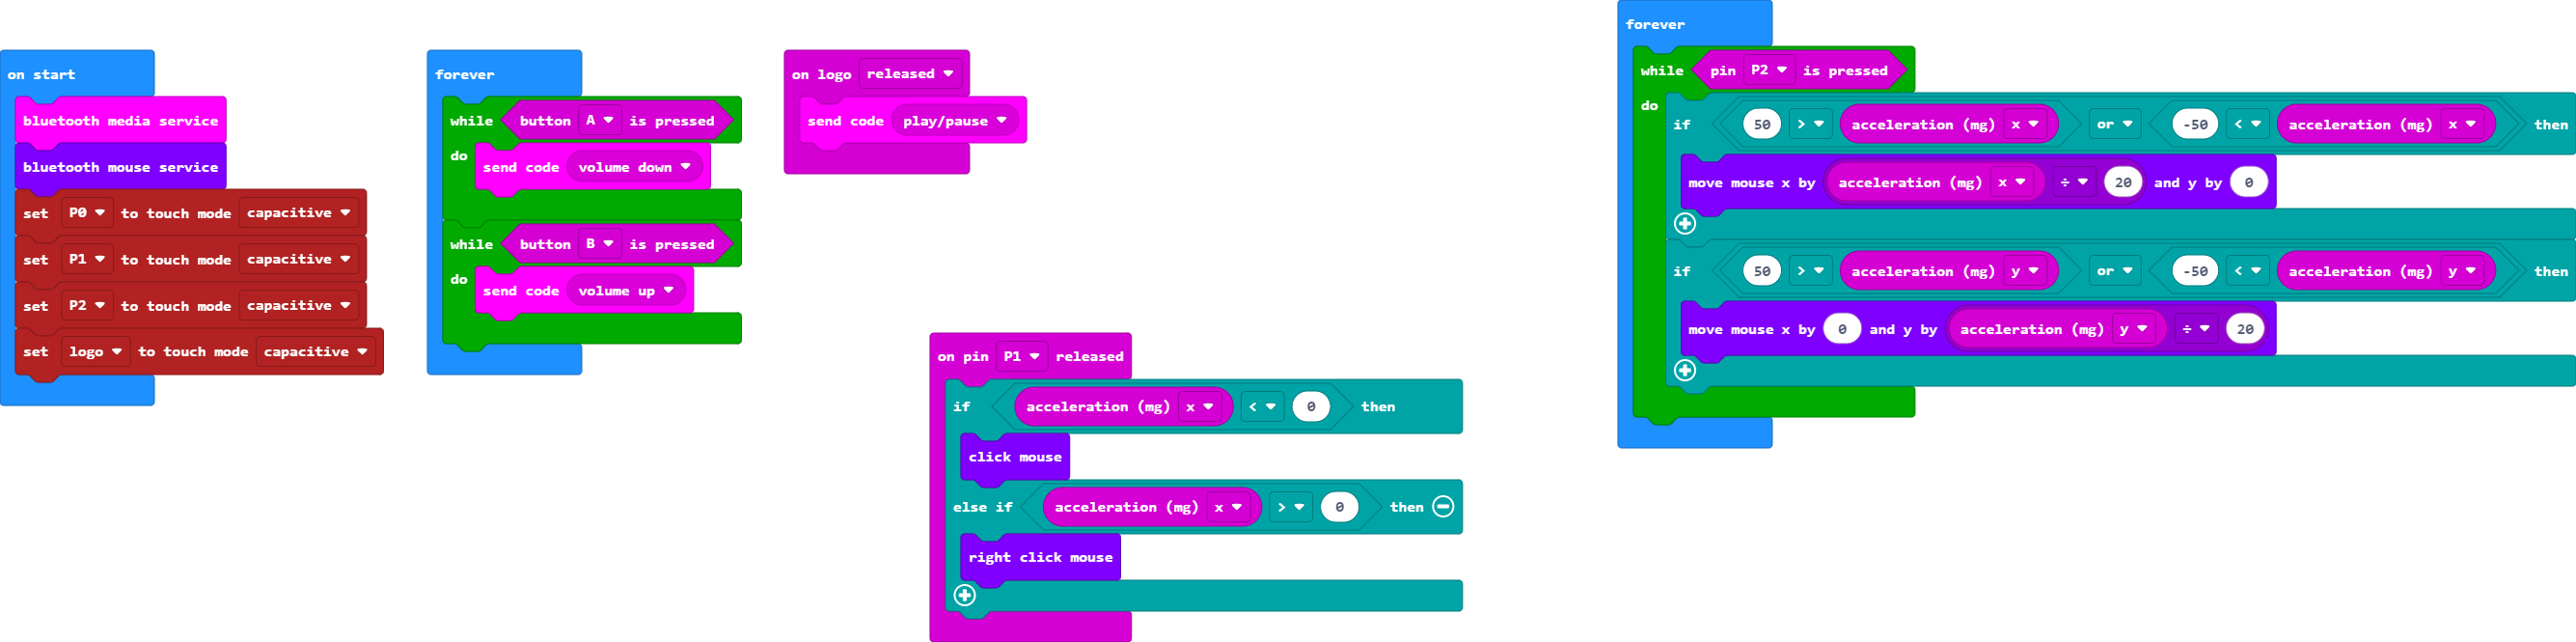 on start
bluetooth media service
bluetooth mouse service
set P0 to touch mode capacitive
set P1 to touch mode capacitive
set P2 to touch mode capacitive
set logo to touch mode capacitive
forever
while button A is pressed
do
send code volume down
while button B is pressed
do
send code volume up
on logo released
send code play/pause
on pin P1 released
if acceleration (mg) x < 0 then
click mouse
else if acceleration (mg) x > 0 then
right click mouse
forever
while pin P2 is pressed
do
if 50 > acceleration (mg) x or -50 < acceleration (mg) x then
move mouse x by acceleration (mg) x ÷ 20 and y by 0
if 50 > acceleration (mg) y or -50 < acceleration (mg) y then
move mouse x by 0 and y by acceleration (mg) y ÷ 20